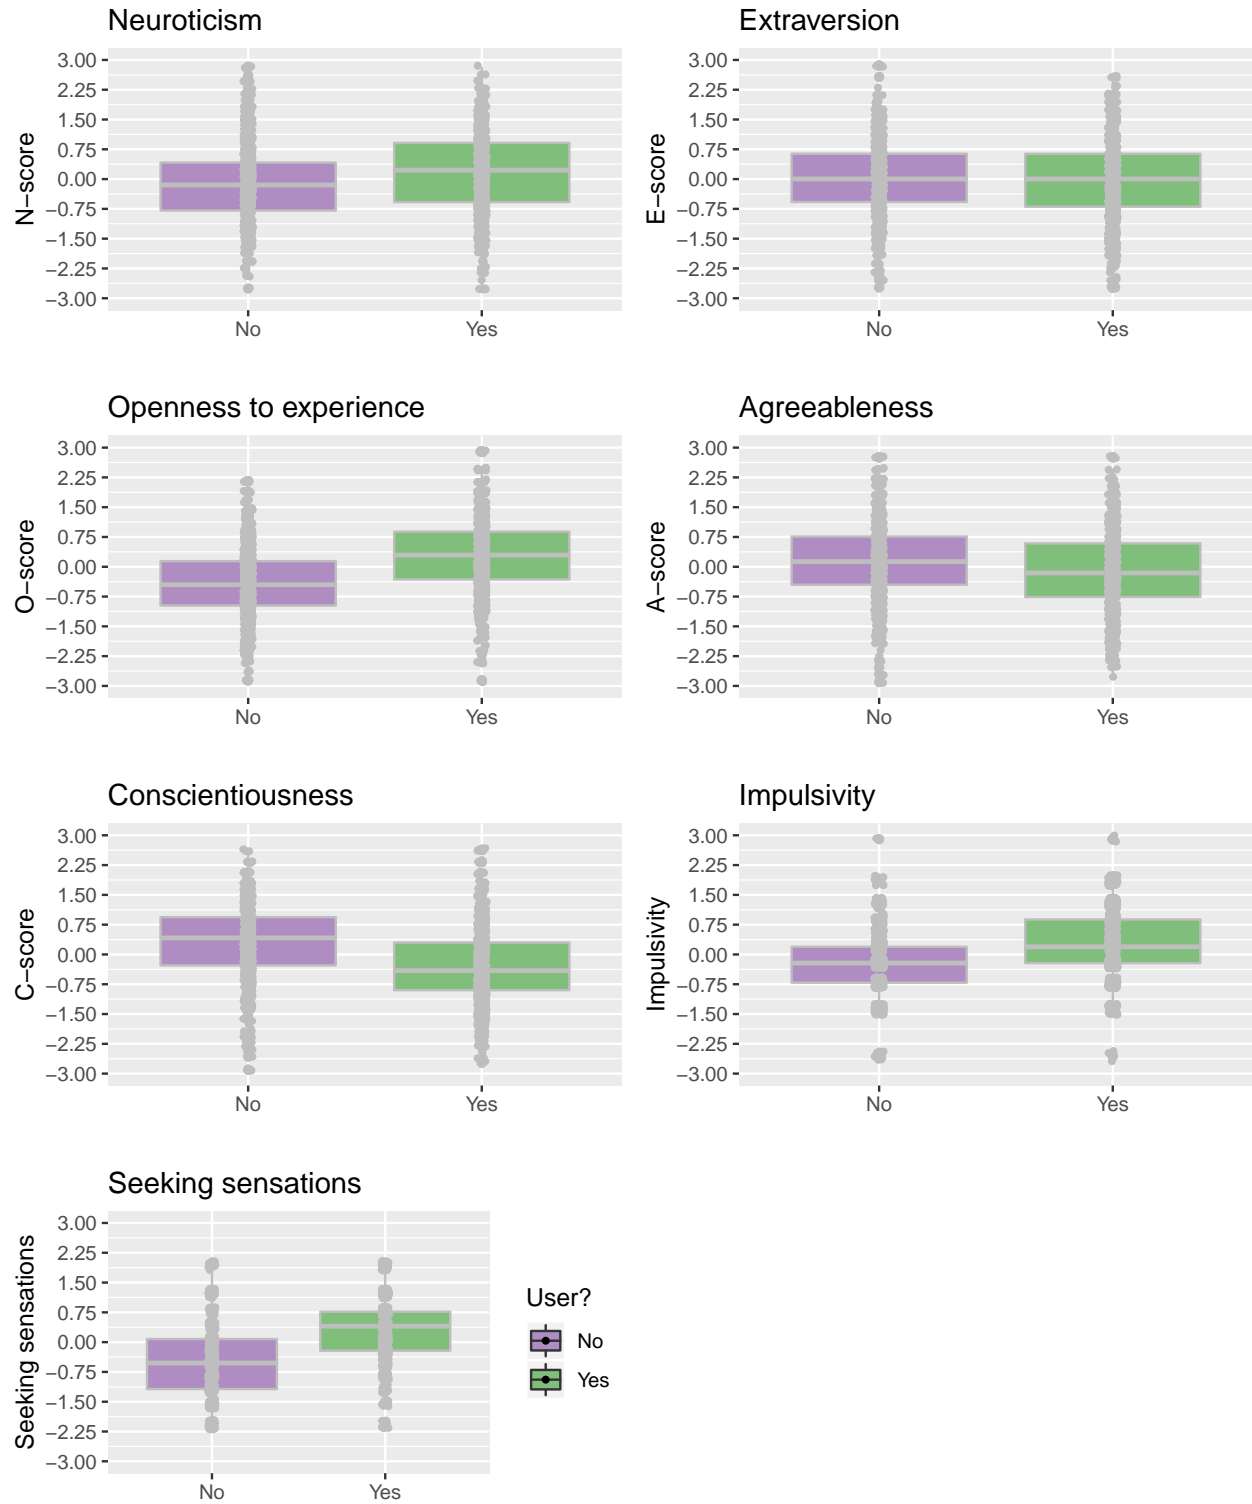 Neuroticism
N−score
3.00
2.25
1.50
0.75
0.00
−0.75
−1.50
−2.25
−3.00
No Yes
Extraversion
E−score
3.00
2.25
1.50
0.75
0.00
−0.75
−1.50
−2.25
−3.00
No Yes
Openness to experience
O−score
3.00
2.25
1.50
0.75
0.00
−0.75
−1.50
−2.25
−3.00
No Yes
Agreeableness
A−score
3.00
2.25
1.50
0.75
0.00
−0.75
−1.50
−2.25
−3.00
No Yes
Conscientiousness
C−score
3.00
2.25
1.50
0.75
0.00
−0.75
−1.50
−2.25
−3.00
No Yes
Impulsivity
Impulsivity
3.00
2.25
1.50
0.75
0.00
−0.75
−1.50
−2.25
−3.00
No Yes
Seeking sensations
Seeking sensations
3.00
2.25
1.50
0.75
0.00
−0.75
−1.50
−2.25
−3.00
No Yes
User?
No
Yes